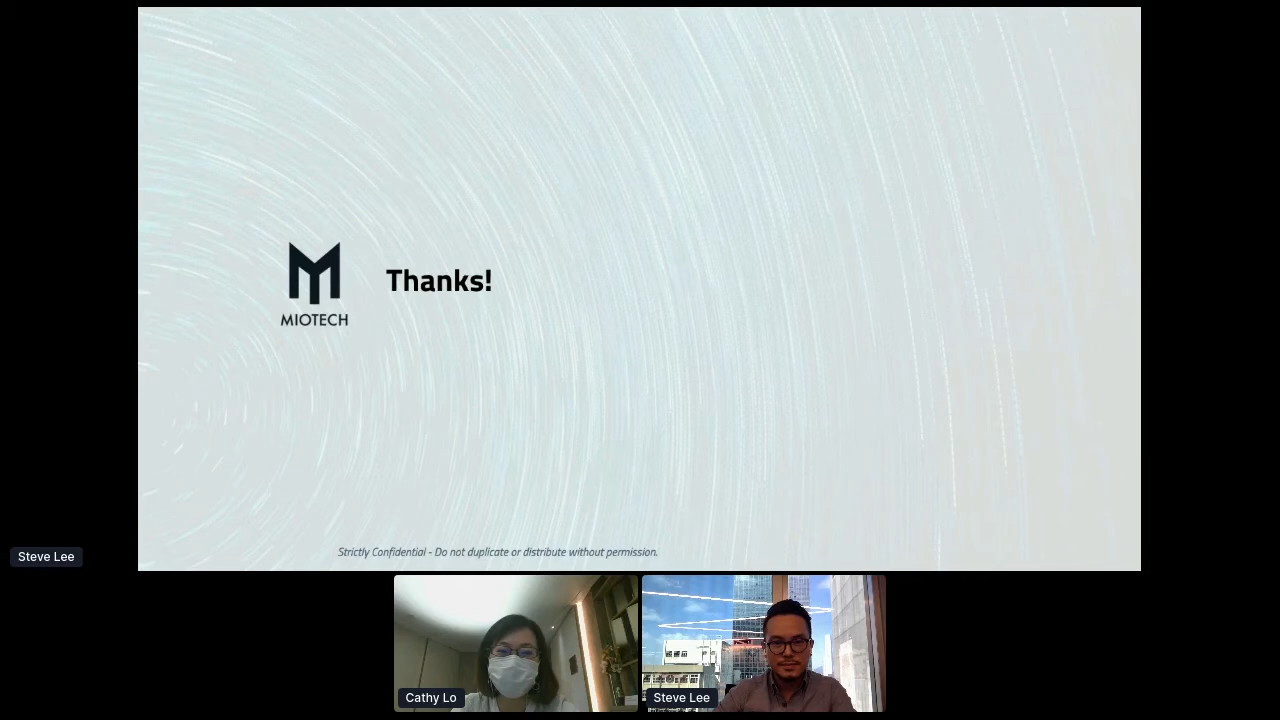 MIOTECH
Thanks!
Strictly Confidential - Do not duplicate or distribute without permission.
Steve Lee
Cathy Lo
Steve Lee